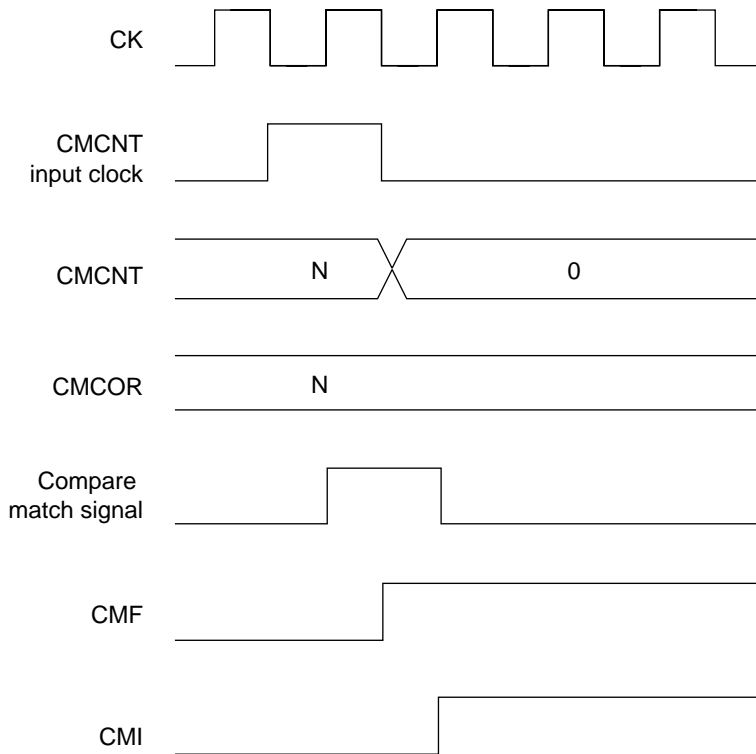 CK
CMCNT
input clock
CMCNT
N
0
CMCOR
N
Compare
match signal
CMF
CMI